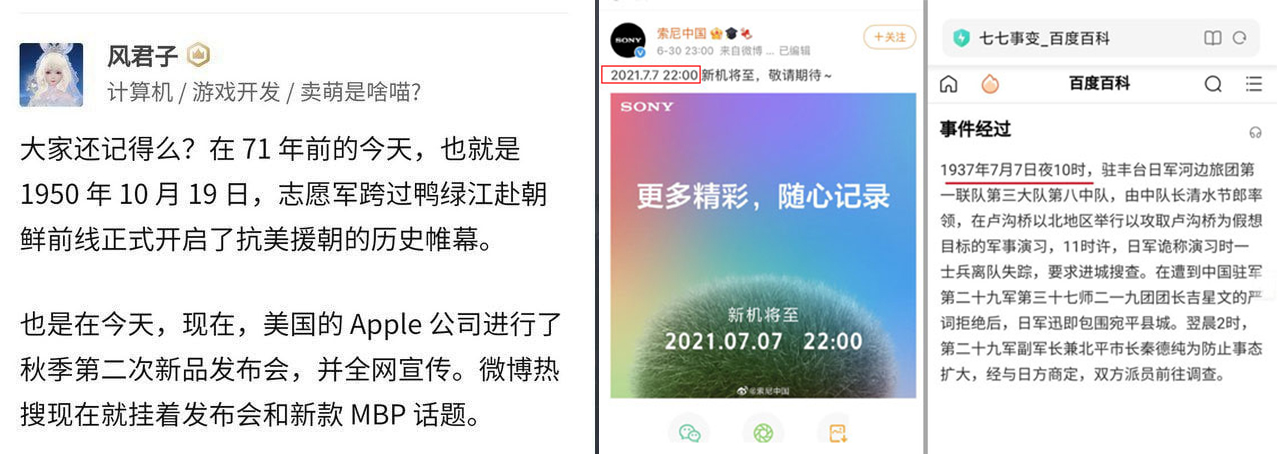 风君子
计算机 / 游戏开发 / 卖萌是啥喵?
大家还记得么？在 71 年前的今天，也就是
1950 年 10 月 19 日，志愿军跨过鸭绿江赴朝
鲜前线正式开启了抗美援朝的历史帷幕。
也是在今天，现在，美国的 Apple 公司进行了
秋季第二次新品发布会，并全网宣传。微博热
搜现在就挂着发布会和新款 MBP 话题。
SONY
索尼中国
+关注
6-30 23:00 来自微博 ... 已编辑
2021.7.7 22:00新机将至，敬请期待~
SONY
更多精彩，随心记录
新机将至
2021.07.07 22:00
@索尼中国
七七事变_百度百科
百度百科
事件经过
1937年7月7日夜10时，驻丰台日军河边旅团第
一联队第三大队第八中队，由中队长清水节郎率
领，在卢沟桥以北地区举行以攻取卢沟桥为假想
目标的军事演习，11时许，日军诡称演习时一
士兵离队失踪，要求进城搜查。在遭到中国驻军
第二十九军第三十七师二一九团团长吉星文的严
词拒绝后，日军迅即包围宛平县城。翌晨2时，
第二十九军副军长兼北平市长秦德纯为防止事态
扩大，经与日方商定，双方派员前往调查。